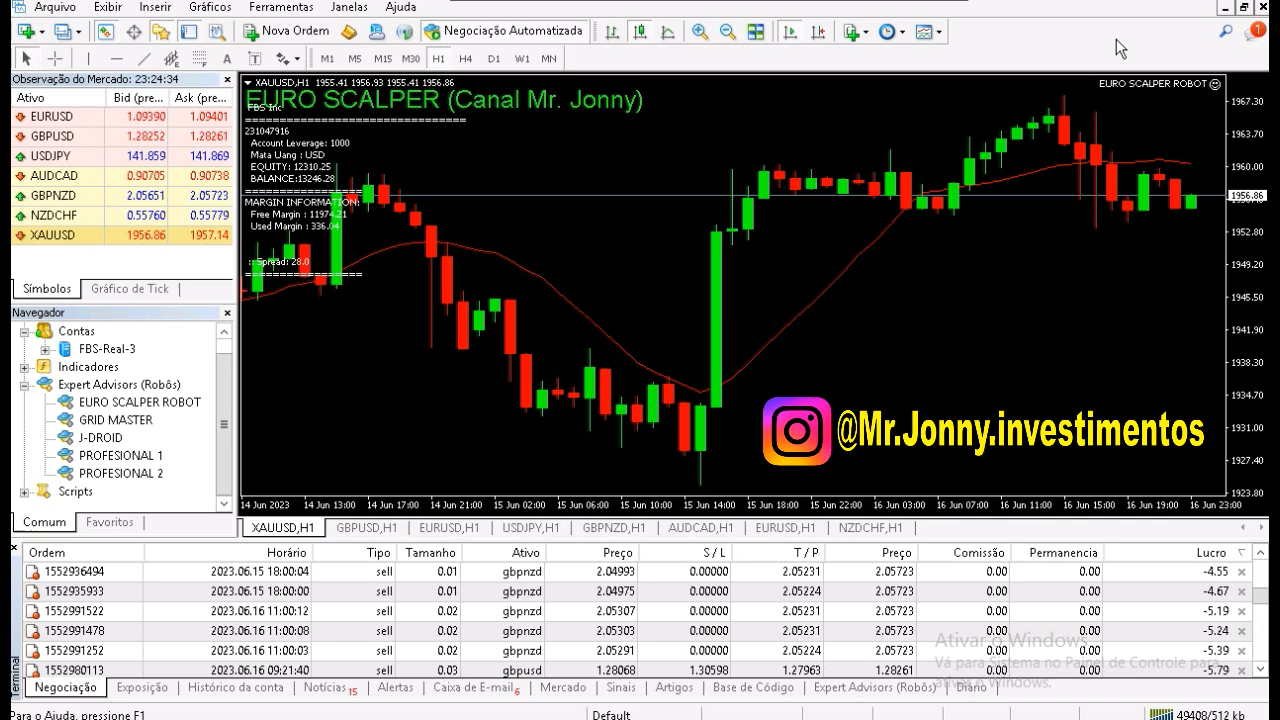 Arquivo Exibir Inserir Gráficos Ferramentas Janelas Ajuda
Nova Ordem Negociação Automatizada 1
A T M1 M5 M15 M30 H1 H4 D1 W1 MN
Observação do Mercado: 23:24:34
Ativo Bid (pre... Ask (pre...
EURUSD 1.09390 1.09401
GBPUSD 1.28252 1.28261
USDJPY 141.859 141.869
AUDCAD 0.90705 0.90738
GBPNZD 2.05651 2.05723
NZDCHF 0.55760 0.55779
XAUUSD 1956.86 1957.14
Símbolos Gráfico de Tick
Navegador
Contas
FBS-Real-3
Indicadores
Expert Advisors (Robôs)
EURO SCALPER ROBOT
GRID MASTER
J-DROID
PROFESIONAL 1
PROFESIONAL 2
Scripts
Comum Favoritos
XAUUSD,H1 1955.41 1956.93 1955.41 1956.86
EURO SCALPER ROBOT
EURO SCALPER (Canal Mr. Jonny)
FBS Inc
===============================
231047916
Account Leverage: 1000
Mata Uang : USD
EQUITY: 12310.25
BALANCE:13246.28
MARGIN INFORMATION:
Free Margin : 11974.21
Used Margin : 336.04
:: Spread: 28.0
1967.30
1963.70
1960.00
1956.86
1952.80
1949.20
1945.50
1941.90
1938.30
1934.70
1931.00
1927.40
1923.80
@Mr.Jonny.investimentos
14 Jun 2023 14 Jun 13:00 14 Jun 17:00 14 Jun 21:00 15 Jun 02:00 15 Jun 06:00 15 Jun 10:00 15 Jun 14:00 15 Jun 18:00 15 Jun 22:00 16 Jun 03:00 16 Jun 07:00 16 Jun 11:00 16 Jun 15:00 16 Jun 19:00 16 Jun 23:00
XAUUSD,H1 GBPUSD,H1 EURUSD,H1 USDJPY,H1 GBPNZD,H1 AUDCAD,H1 EURUSD,H1 NZDCHF,H1
Ordem Horário Tipo Tamanho Ativo Preço S / L T / P Preço Comissão Permanencia Lucro
1552936494 2023.06.15 18:00:04 sell 0.01 gbpnzd 2.04993 0.00000 2.05231 2.05723 0.00 0.00 -4.55
1552935933 2023.06.15 18:00:00 sell 0.01 gbpnzd 2.04975 0.00000 2.05224 2.05723 0.00 0.00 -4.67
1552991522 2023.06.16 11:00:12 sell 0.02 gbpnzd 2.05307 0.00000 2.05231 2.05723 0.00 0.00 -5.19
1552991478 2023.06.16 11:00:08 sell 0.02 gbpnzd 2.05303 0.00000 2.05231 2.05723 0.00 0.00 -5.24
1552991252 2023.06.16 11:00:03 sell 0.02 gbpnzd 2.05291 0.00000 2.05231 2.05723 0.00 0.00 -5.39
1552980113 2023.06.16 09:21:40 sell 0.03 gbpnzd 1.28068 1.30598 1.27963 1.28261 0.00 0.00 -5.79
Ativar o Windows
Vá para Sistema no Painel de Controle para
ativar o Windows.
Terminal
Negociação Exposição Histórico da conta Notícias 15 Alertas Caixa de E-mail 6 Mercado Sinais Artigos Base de Código Expert Advisors (Robôs) Diário
Para o Ajuda, pressione F1 Default 49408/512 kb